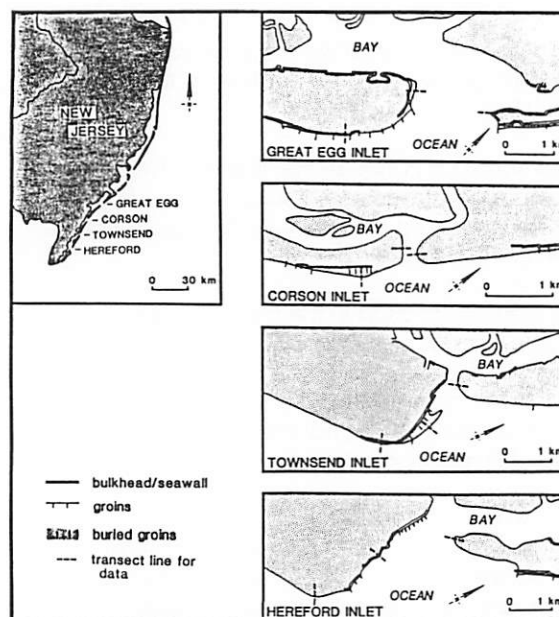 NEW
JERSEY
GREAT EGG
CORSON
TOWNSEND
HEREFORD
0 30 km
bulkhead/seawall
groins
buried groins
transect line for
data
BAY
OCEAN
GREAT EGG INLET
0 1 km
BAY
OCEAN
CORSON INLET
0 1 km
BAY
OCEAN
TOWNSEND INLET
0 1 km
BAY
OCEAN
HEREFORD INLET
0 1 km